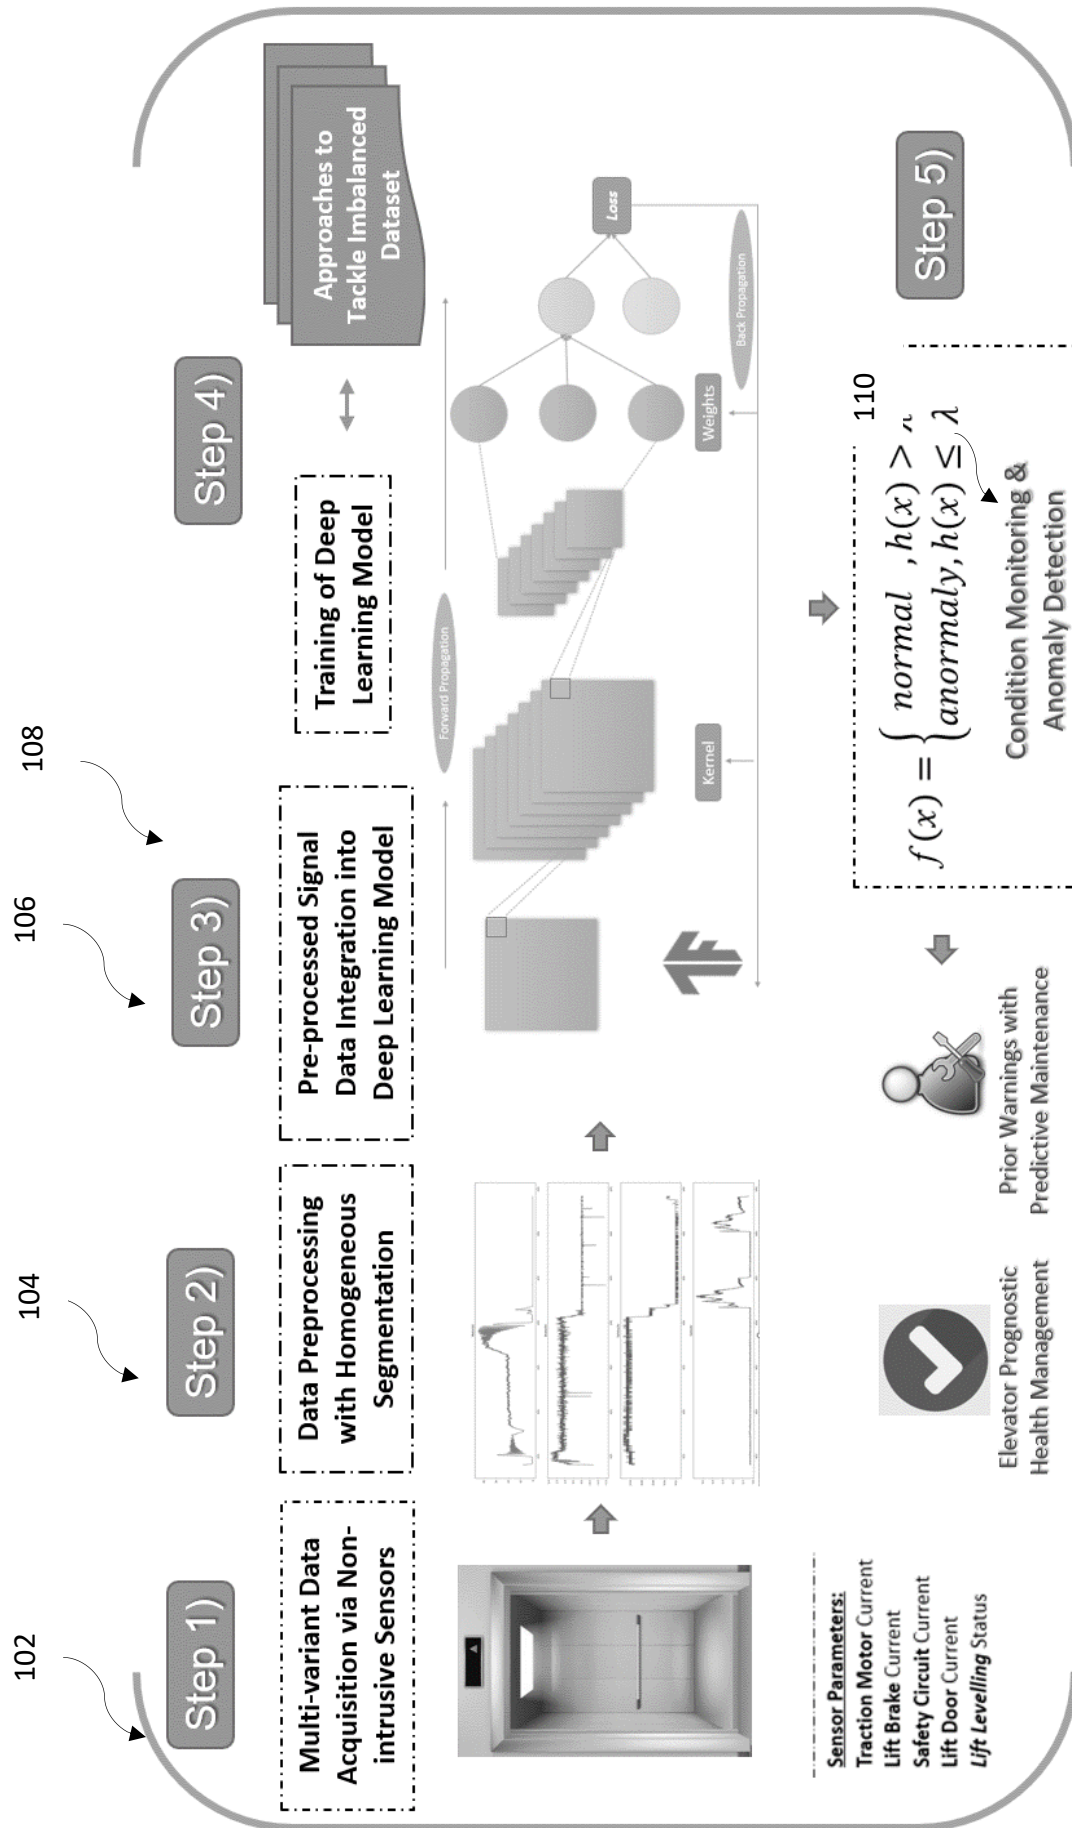 102
104
106
108
Step 1)
Step 2)
Step 3)
Step 4)
Multi-variant Data
Acquisition via Non-
intrusive Sensors
Data Preprocessing
with Homogeneous
Segmentation
Pre-processed Signal
Data Integration into
Deep Learning Model
Training of Deep
Learning Model
Approaches to
Tackle Imbalanced
Dataset
Forward Propagation
Loss
Kernel
Weights
Back Propagation
Sensor Parameters:
Traction Motor Current
Lift Brake Current
Safety Circuit Current
Lift Door Current
Lift Levelling Status
Elevator Prognostic
Health Management
Prior Warnings with
Predictive Maintenance
110
f(x) = { normal , h(x) >
anormaly, h(x) ≤ λ
Condition Monitoring &
Anomaly Detection
Step 5)